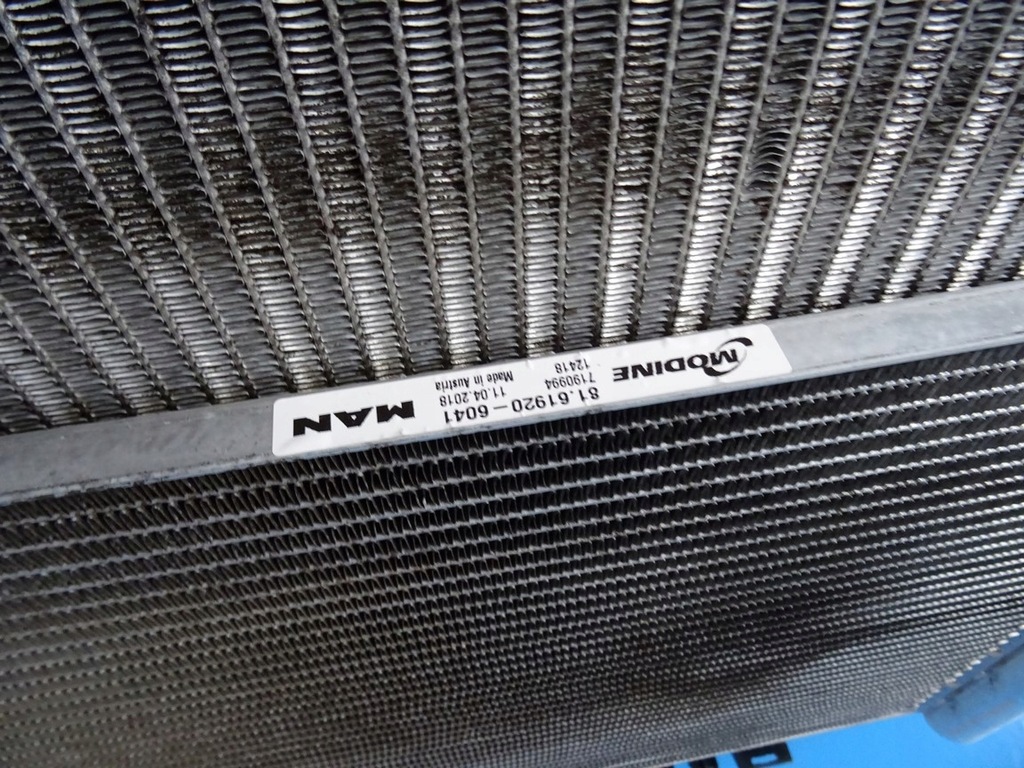 MODINE
81.61920-6041
7190994 11.04.2018
12418 Made in Austria
MAN